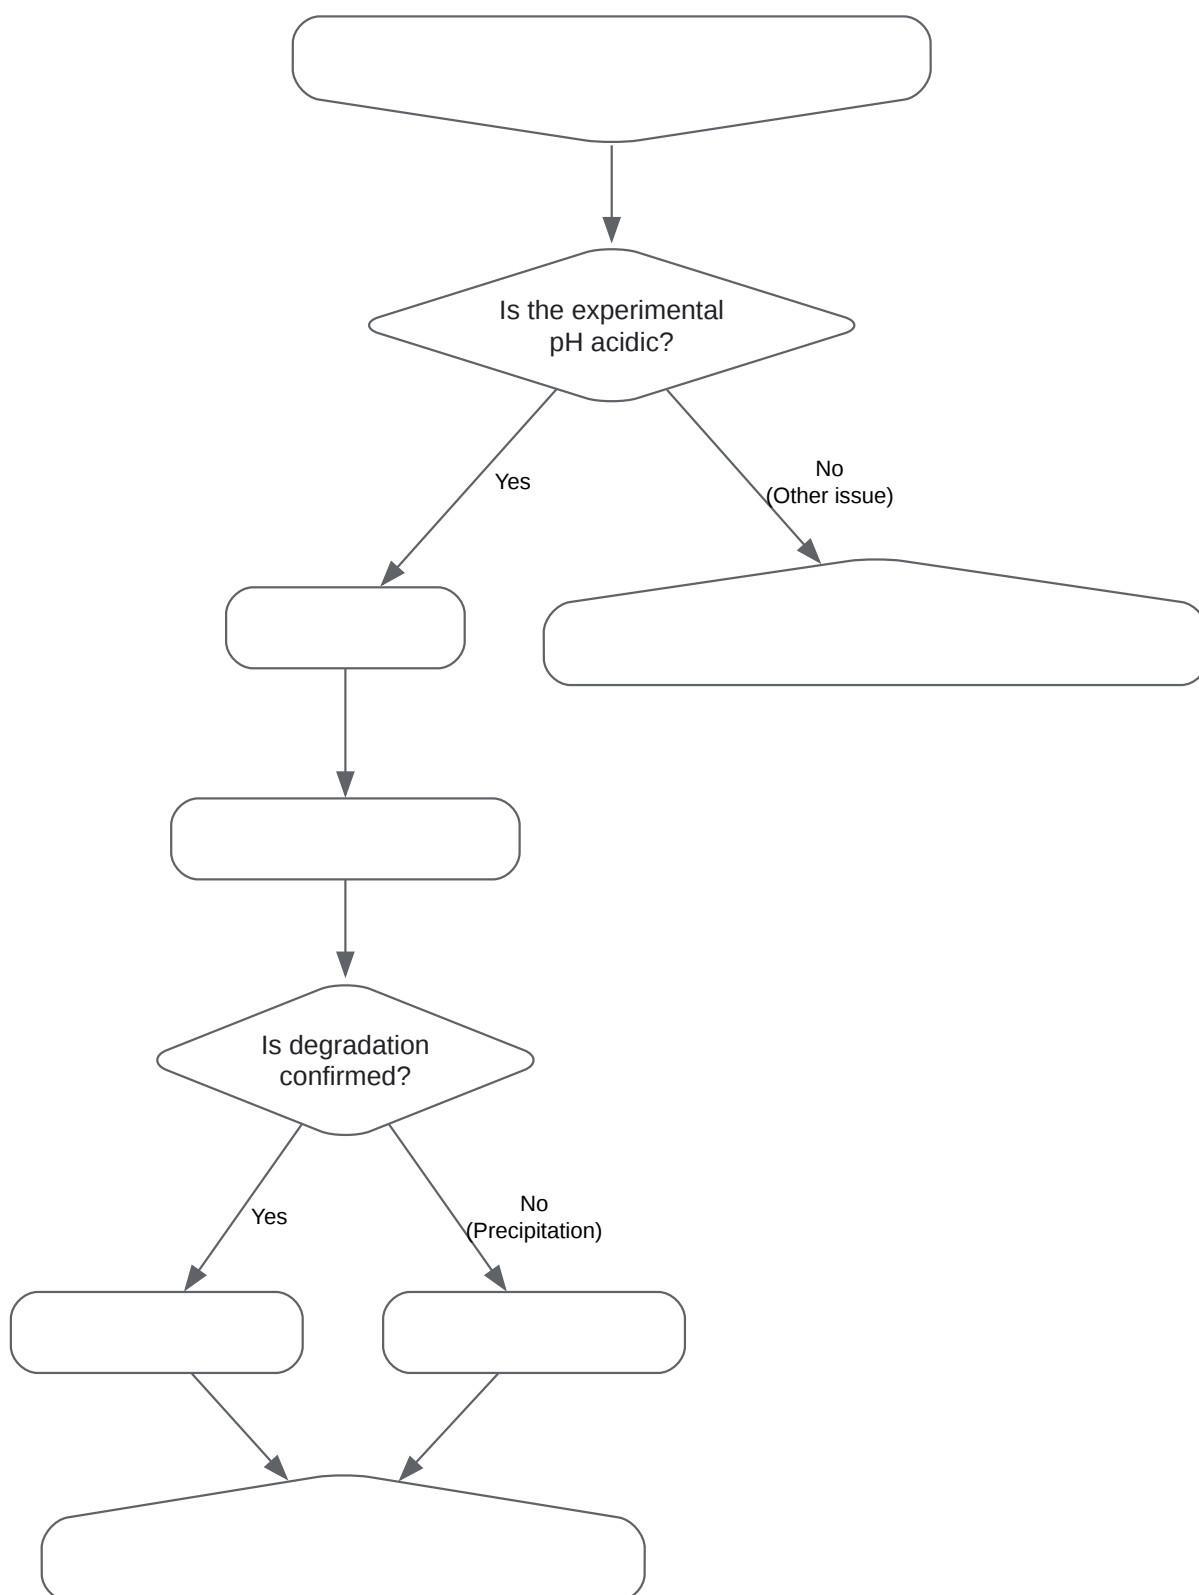 Is the experimental
pH acidic?
Yes
No
(Other issue)
Is degradation
confirmed?
Yes
No
(Precipitation)